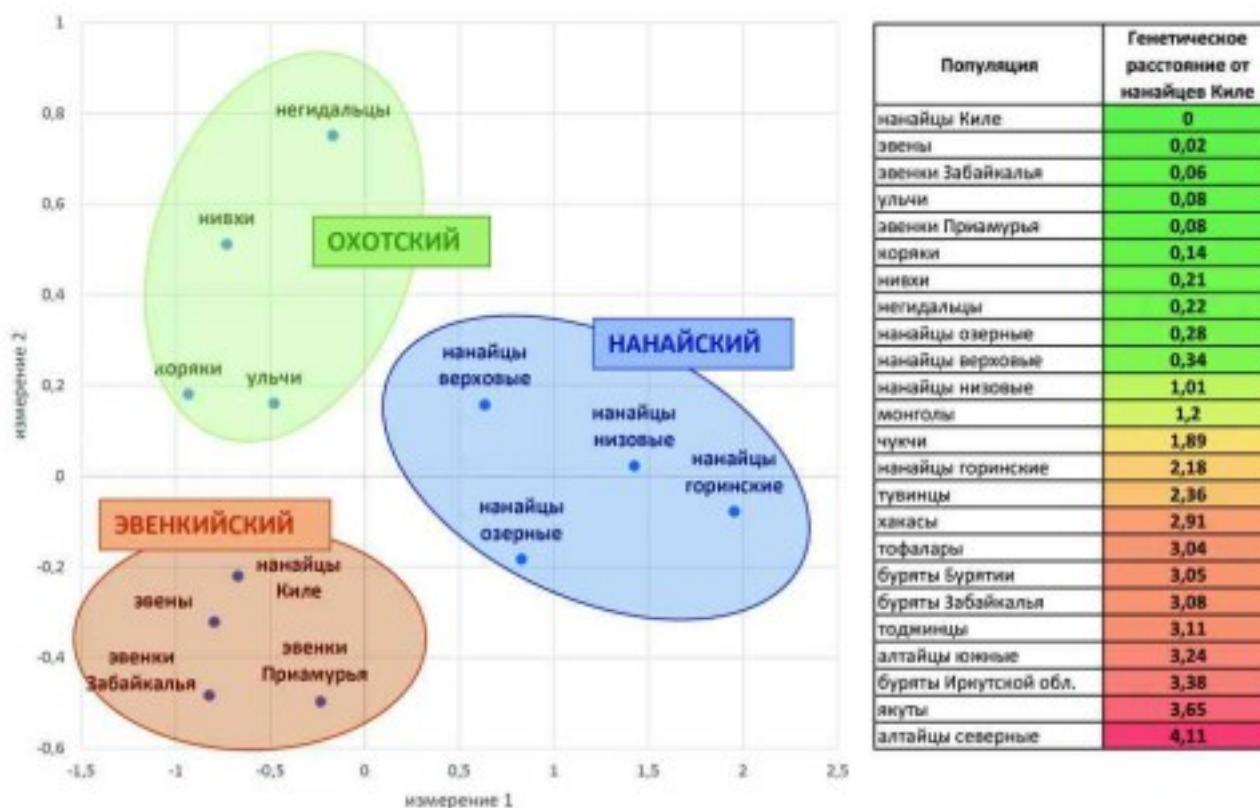 1
0,8
0,6
0,4
0,2
0
-0,2
-0,4
-0,6
-1,5
-1
-0,5
0
0,5
1
1,5
2
2,5
измерение 2
измерение 1
негидальцы
нивхи
ОХОТСКИЙ
коряки
ульчи
НАНАЙСКИЙ
нанайцы
верховые
нанайцы
низовые
нанайцы
горинские
нанайцы
озерные
ЭВЕНКИЙСКИЙ
нанайцы
Киле
эвены
эвенки
Забайкалья
эвенки
Приамурья
Популяция
Генетическое
расстояние от
нанайцев Киле
нанайцы Киле 0
эвены 0,02
эвенки Забайкалья 0,06
ульчи 0,08
эвенки Приамурья 0,08
коряки 0,14
нивхи 0,21
негидальцы 0,22
нанайцы озерные 0,28
нанайцы верховые 0,34
нанайцы низовые 1,01
монголы 1,2
чукчи 1,89
нанайцы горинские 2,18
тувинцы 2,36
хакасы 2,91
тофалары 3,04
буряты Бурятии 3,05
буряты Забайкалья 3,08
тоджинцы 3,11
алтайцы южные 3,24
буряты Иркутской обл. 3,38
якуты 3,65
алтайцы северные 4,11